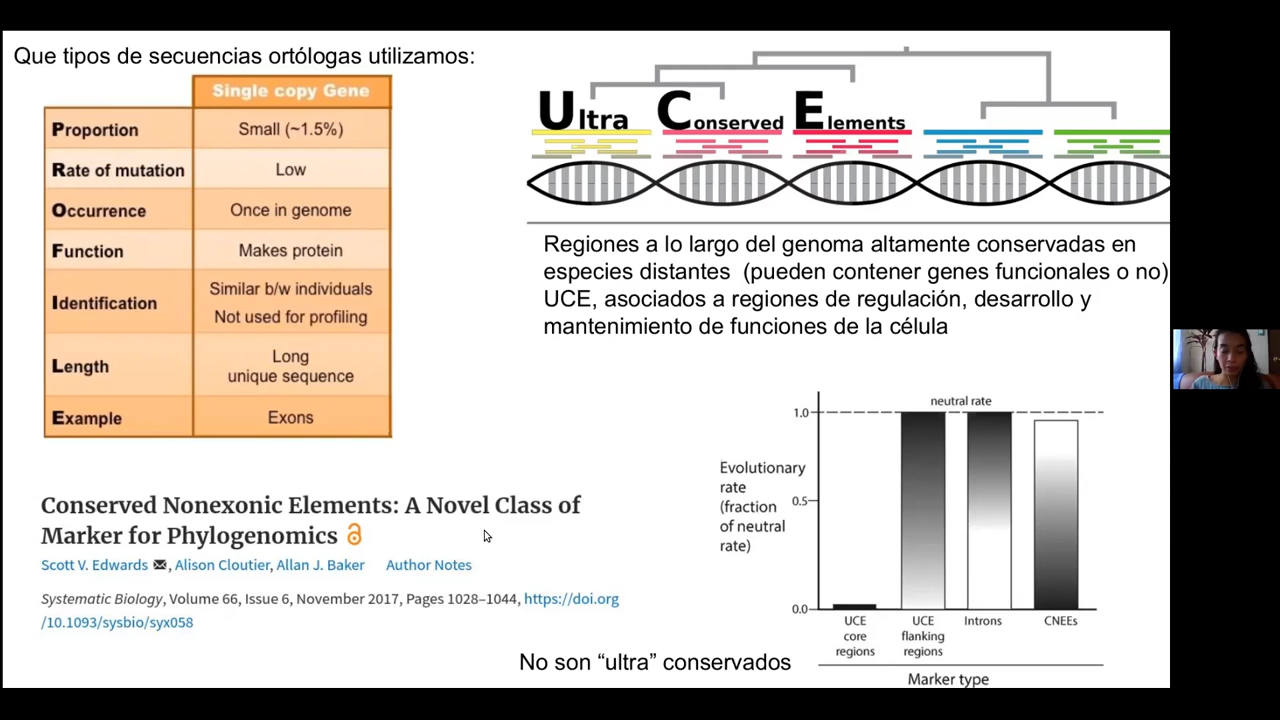 Que tipos de secuencias ortólogas utilizamos:
Single copy Gene
Proportion Small (~1.5%)
Rate of mutation Low
Occurrence Once in genome
Function Makes protein
Identification Similar b/w individuals
Not used for profiling
Length Long
unique sequence
Example Exons
Ultra Conserved Elements
Regiones a lo largo del genoma altamente conservadas en
especies distantes (pueden contener genes funcionales o no)
UCE, asociados a regiones de regulación, desarrollo y
mantenimiento de funciones de la célula
Conserved Nonexonic Elements: A Novel Class of
Marker for Phylogenomics
Scott V. Edwards, Alison Cloutier, Allan J. Baker Author Notes
Systematic Biology, Volume 66, Issue 6, November 2017, Pages 1028–1044, https://doi.org
/10.1093/sysbio/syx058
neutral rate
1.0
Evolutionary
rate
(fraction
of neutral
rate)
0.5
0.0
UCE
core
regions
UCE
flanking
regions
Introns
CNEEs
Marker type
No son “ultra” conservados